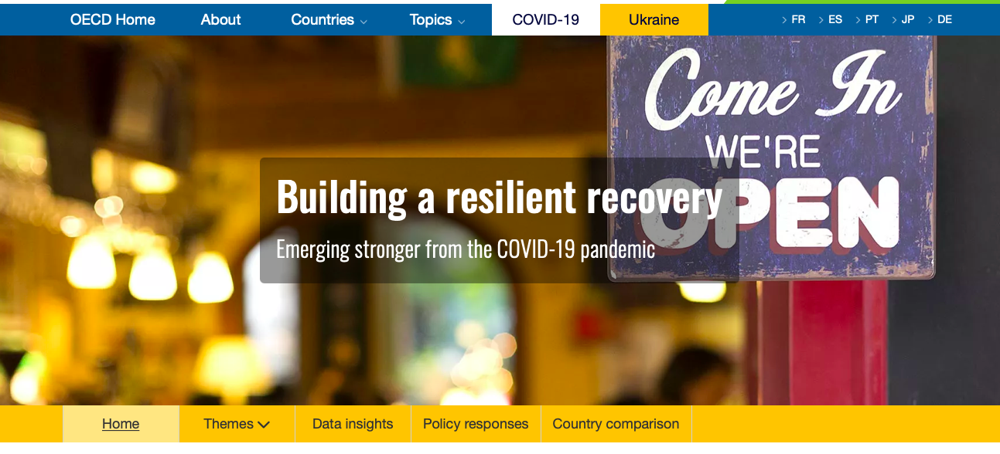 OECD Home About Countries Topics COVID-19 Ukraine FR ES PT JP DE
Come In
WE'RE
OPEN
Building a resilient recovery
Emerging stronger from the COVID-19 pandemic
Home Themes Data insights Policy responses Country comparison